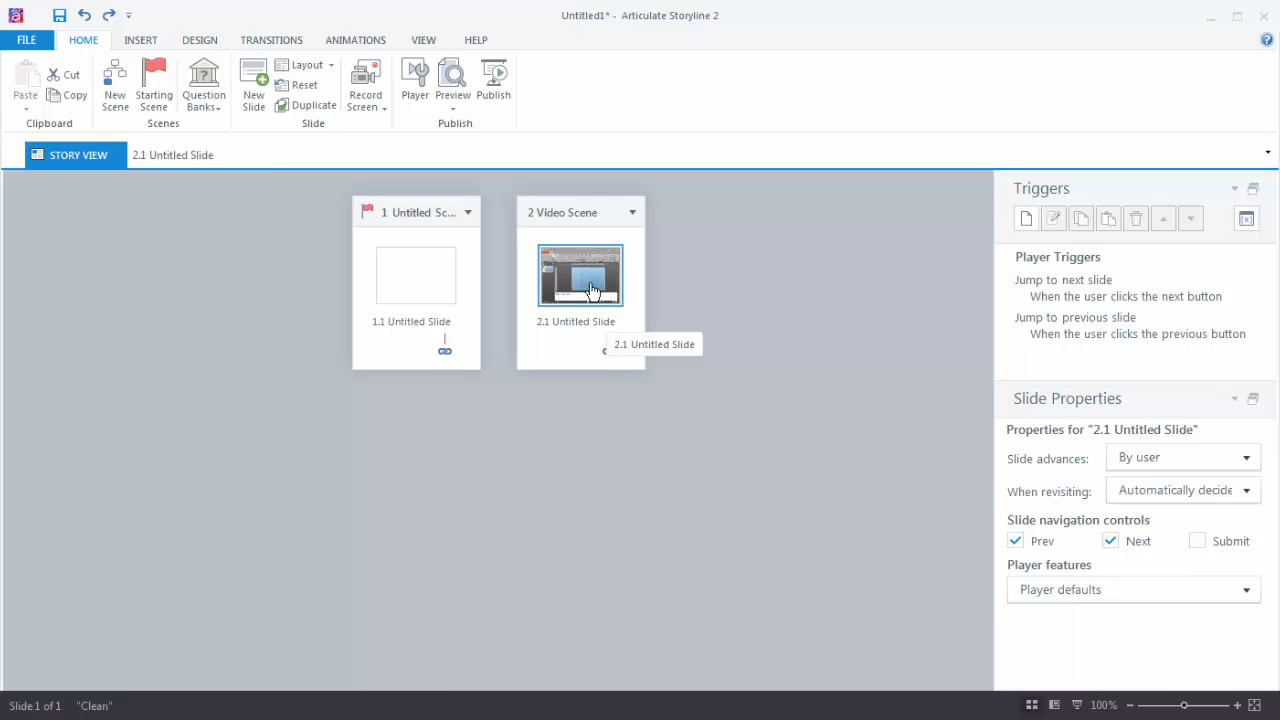 Untitled1* - Articulate Storyline 2
FILE HOME INSERT DESIGN TRANSITIONS ANIMATIONS VIEW HELP
Paste
Cut
Copy
Clipboard
New Scene
Starting Scene
Question Banks
Scenes
New Slide
Layout
Reset
Duplicate
Slide
Record Screen
Player
Preview
Publish
Publish
STORY VIEW
2.1 Untitled Slide
1 Untitled Sc...
1.1 Untitled Slide
2 Video Scene
2.1 Untitled Slide
2.1 Untitled Slide
Triggers
Player Triggers
Jump to next slide
When the user clicks the next button
Jump to previous slide
When the user clicks the previous button
Slide Properties
Properties for "2.1 Untitled Slide"
Slide advances: By user
When revisiting: Automatically decide
Slide navigation controls
Prev Next Submit
Player features
Player defaults
Slide 1 of 1 "Clean"
100%